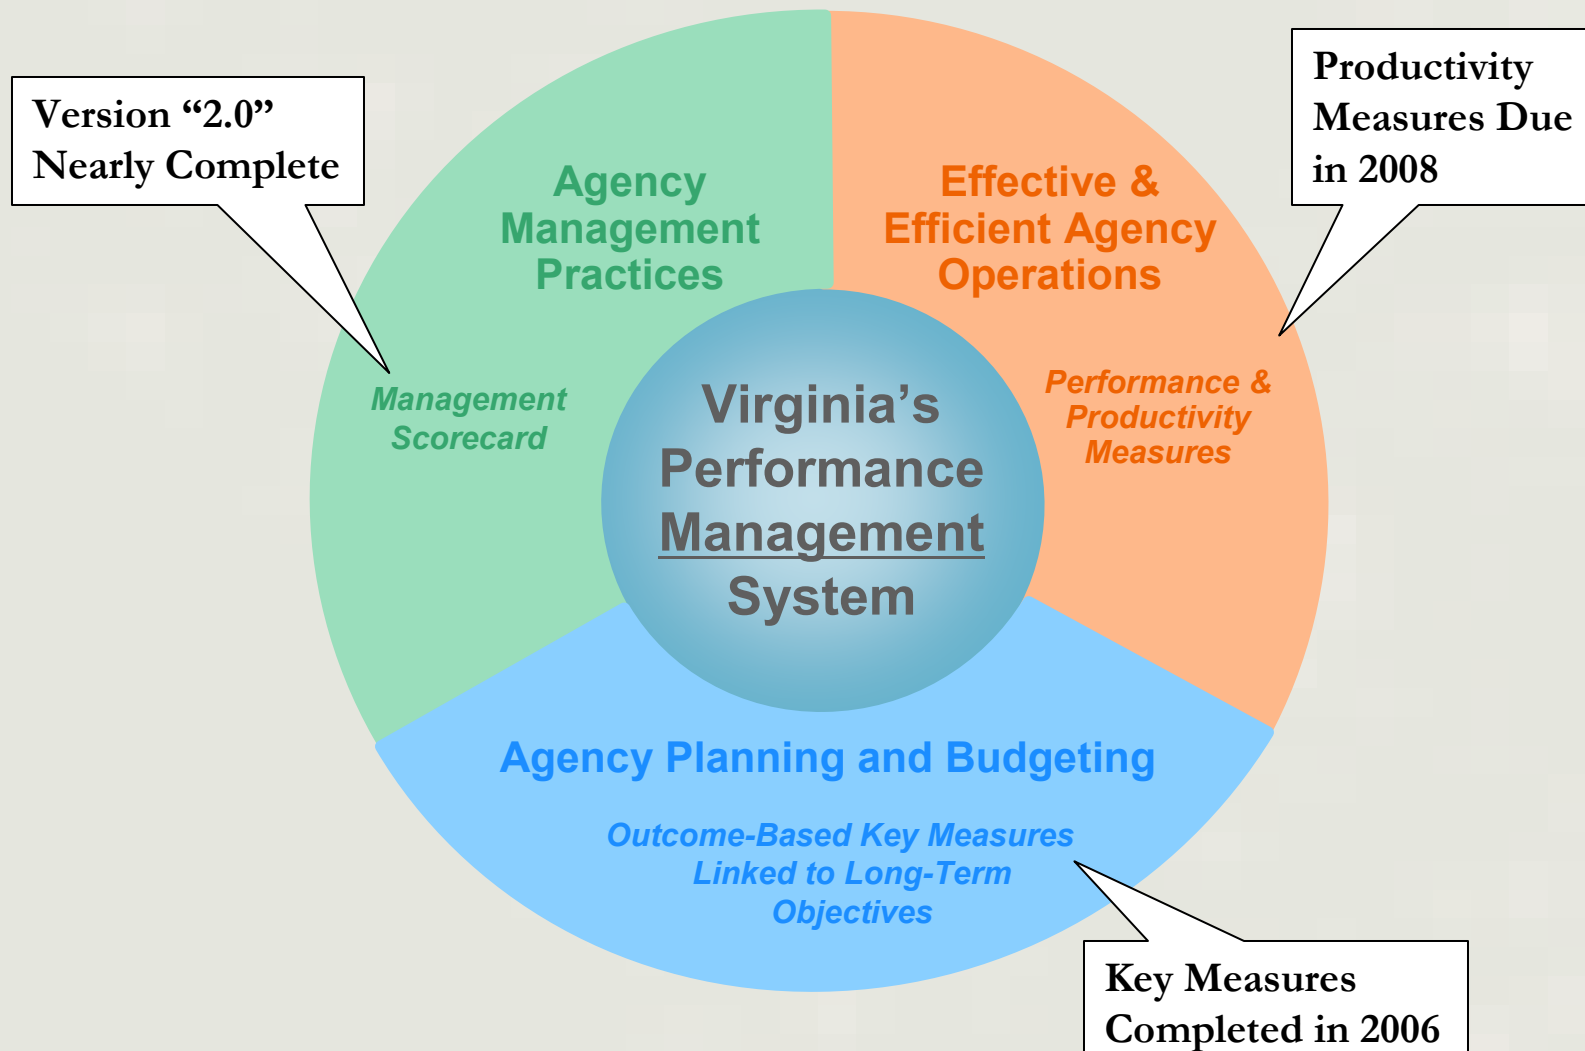 Version “2.0”
Nearly Complete
Productivity
Measures Due
in 2008
Agency
Management
Practices
Effective &
Efficient Agency
Operations
Management
Scorecard
Performance &
Productivity
Measures
Virginia’s
Performance
Management
System
Agency Planning and Budgeting
Outcome-Based Key Measures
Linked to Long-Term
Objectives
Key Measures
Completed in 2006